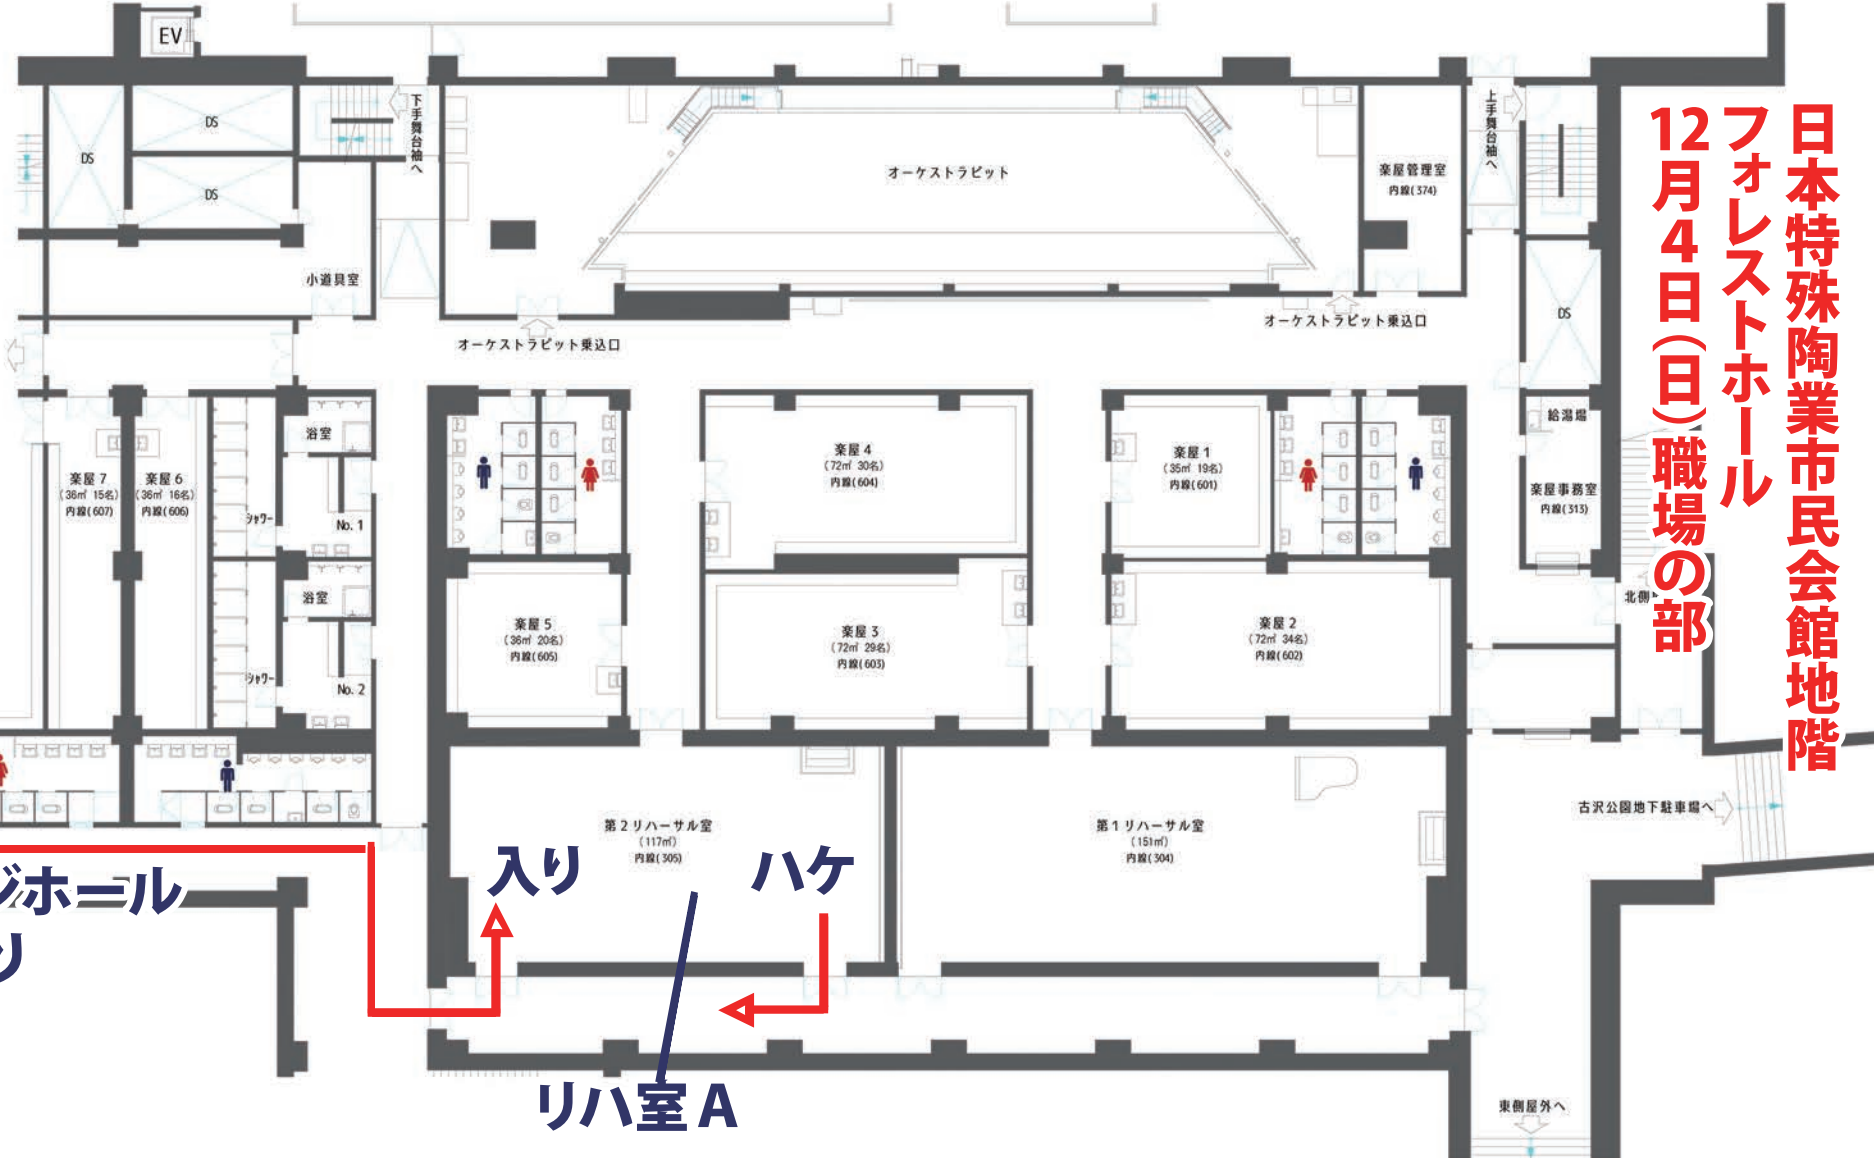 日本特殊陶業市民会館地階
フォレストホール
12月4日(日)職場の部
EV
DS
DS
DS
下手舞台袖へ
オーケストラピット
楽屋管理室
内線(374)
上手舞台袖へ
小道具室
オーケストラピット乗込口
オーケストラピット乗込口
DS
給湯場
楽屋事務室
内線(313)
北側
楽屋7
(36㎡ 15名)
内線(607)
楽屋6
(36㎡ 16名)
内線(606)
浴室
シャワー
No.1
浴室
シャワー
No.2
楽屋4
(72㎡ 30名)
内線(604)
楽屋1
(35㎡ 19名)
内線(601)
楽屋5
(36㎡ 20名)
内線(605)
楽屋3
(72㎡ 29名)
内線(603)
楽屋2
(72㎡ 34名)
内線(602)
第2リハーサル室
(117㎡)
内線(305)
第1リハーサル室
(151㎡)
内線(304)
古沢公園地下駐車場へ
入り
ハケ
ジホール
リハ室A
東側屋外へ